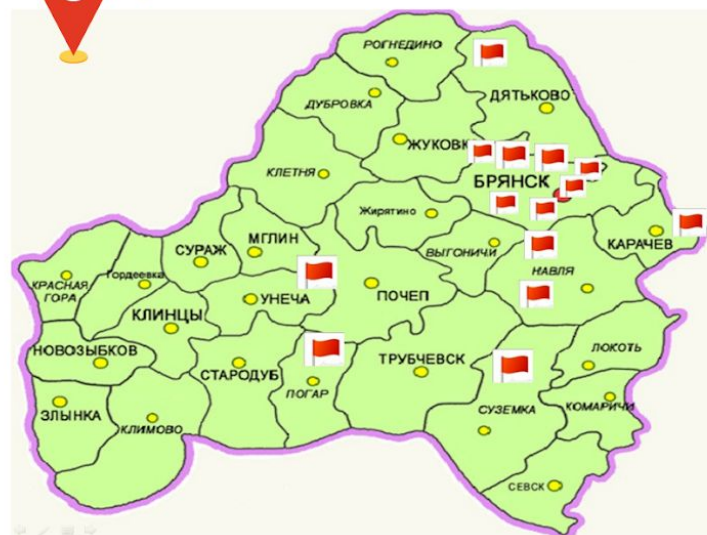 РОГНЕДИНО
ДЯТЬКОВО
ДУБРОВКА
ЖУКОВК
КЛЕТНЯ
БРЯНСК
Жирятино
МГЛИН
СУРАЖ
ВЫГОНИЧИ
КАРАЧЕВ
НАВЛЯ
Гордеевка
КРАСНАЯ
ГОРА
УНЕЧА
ПОЧЕП
КЛИНЦЫ
НОВОЗЫБКОВ
ЛОКОТЬ
ТРУБЧЕВСК
СТАРОДУБ
ПОГАР
ЗЛЫНКА
КЛИМОВО
СУЗЕМКА
КОМАРИЧИ
СЕВСК